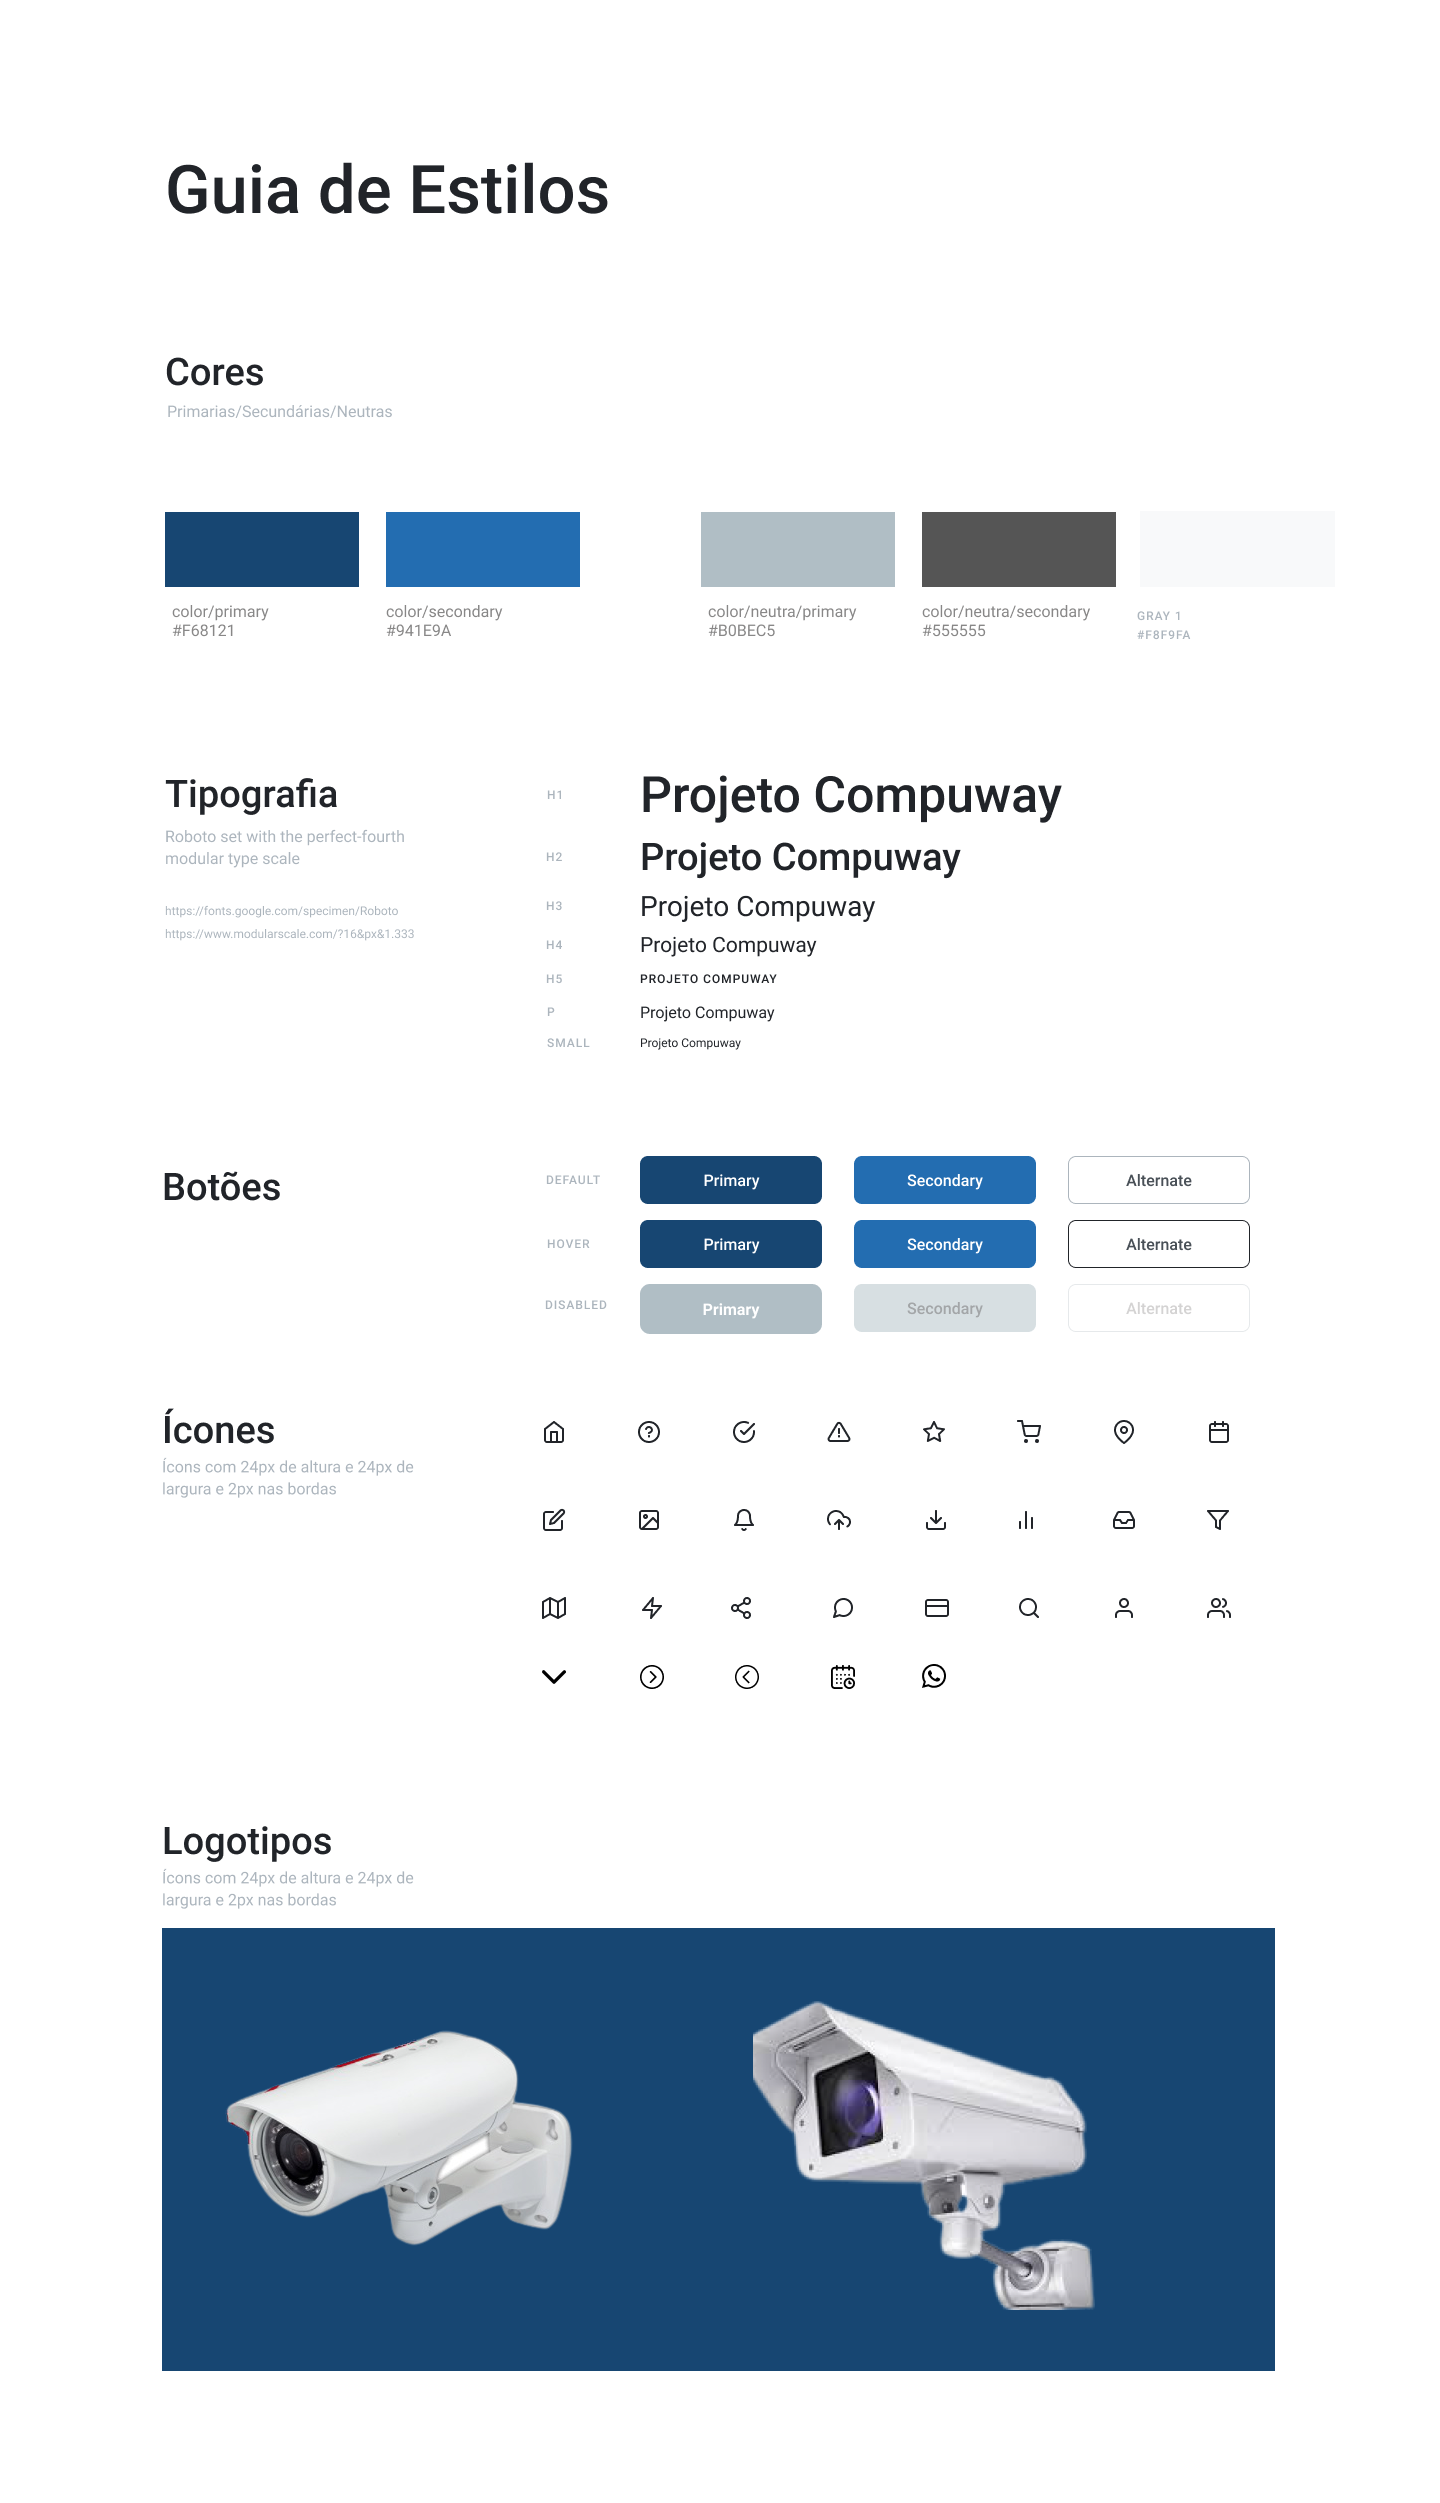 Guia de Estilos
Cores
Primarias/Secundárias/Neutras
color/primary
#F68121
color/secondary
#941E9A
color/neutra/primary
#B0BEC5
color/neutra/secondary
#555555
GRAY 1
#F8F9FA
Tipografia
Roboto set with the perfect-fourth
modular type scale
https://fonts.google.com/specimen/Roboto
https://www.modularscale.com/?16&px&1.333
H1
Projeto Compuway
H2
Projeto Compuway
H3
Projeto Compuway
H4
Projeto Compuway
H5
PROJETO COMPUWAY
P
Projeto Compuway
SMALL
Projeto Compuway
Botões
DEFAULT
Primary
Secondary
Alternate
HOVER
Primary
Secondary
Alternate
DISABLED
Primary
Secondary
Alternate
Ícones
Ícons com 24px de altura e 24px de
largura e 2px nas bordas
Logotipos
Ícons com 24px de altura e 24px de
largura e 2px nas bordas